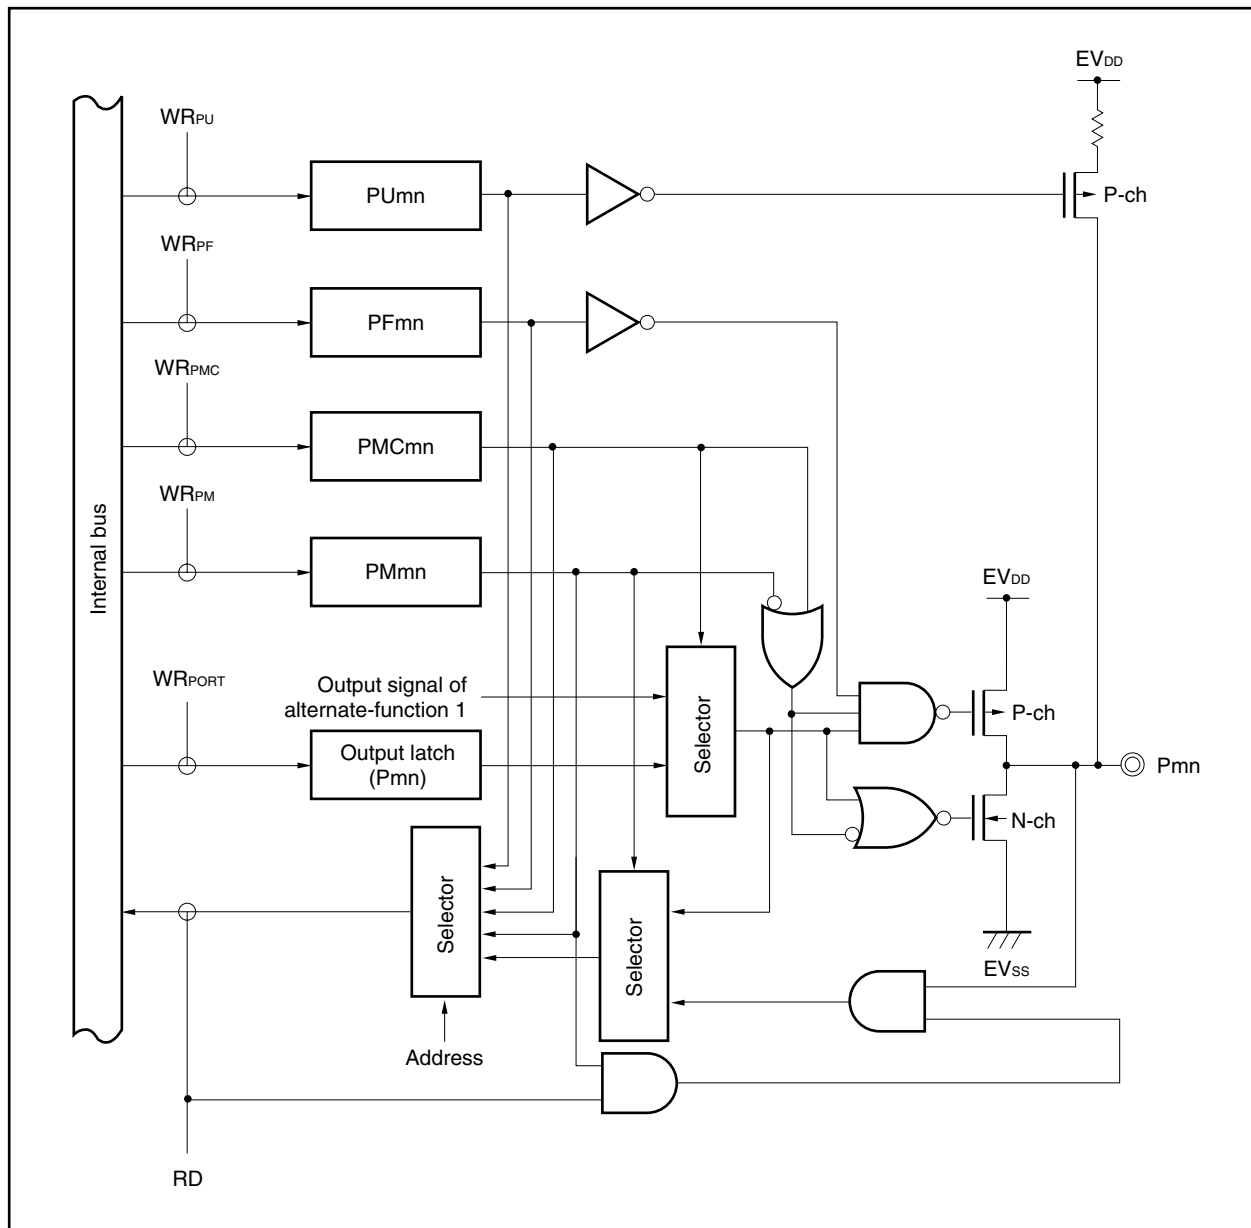 EVDD
WRPU
PUmn
P-ch
WRPF
PFmn
WRPMC
PMCmn
WRPM
PMmn
Internal bus
EVDD
WRPORT
Output signal of
alternate-function 1
Selector
P-ch
Output latch
(Pmn)
Pmn
N-ch
Selector
Selector
EVSS
Address
RD